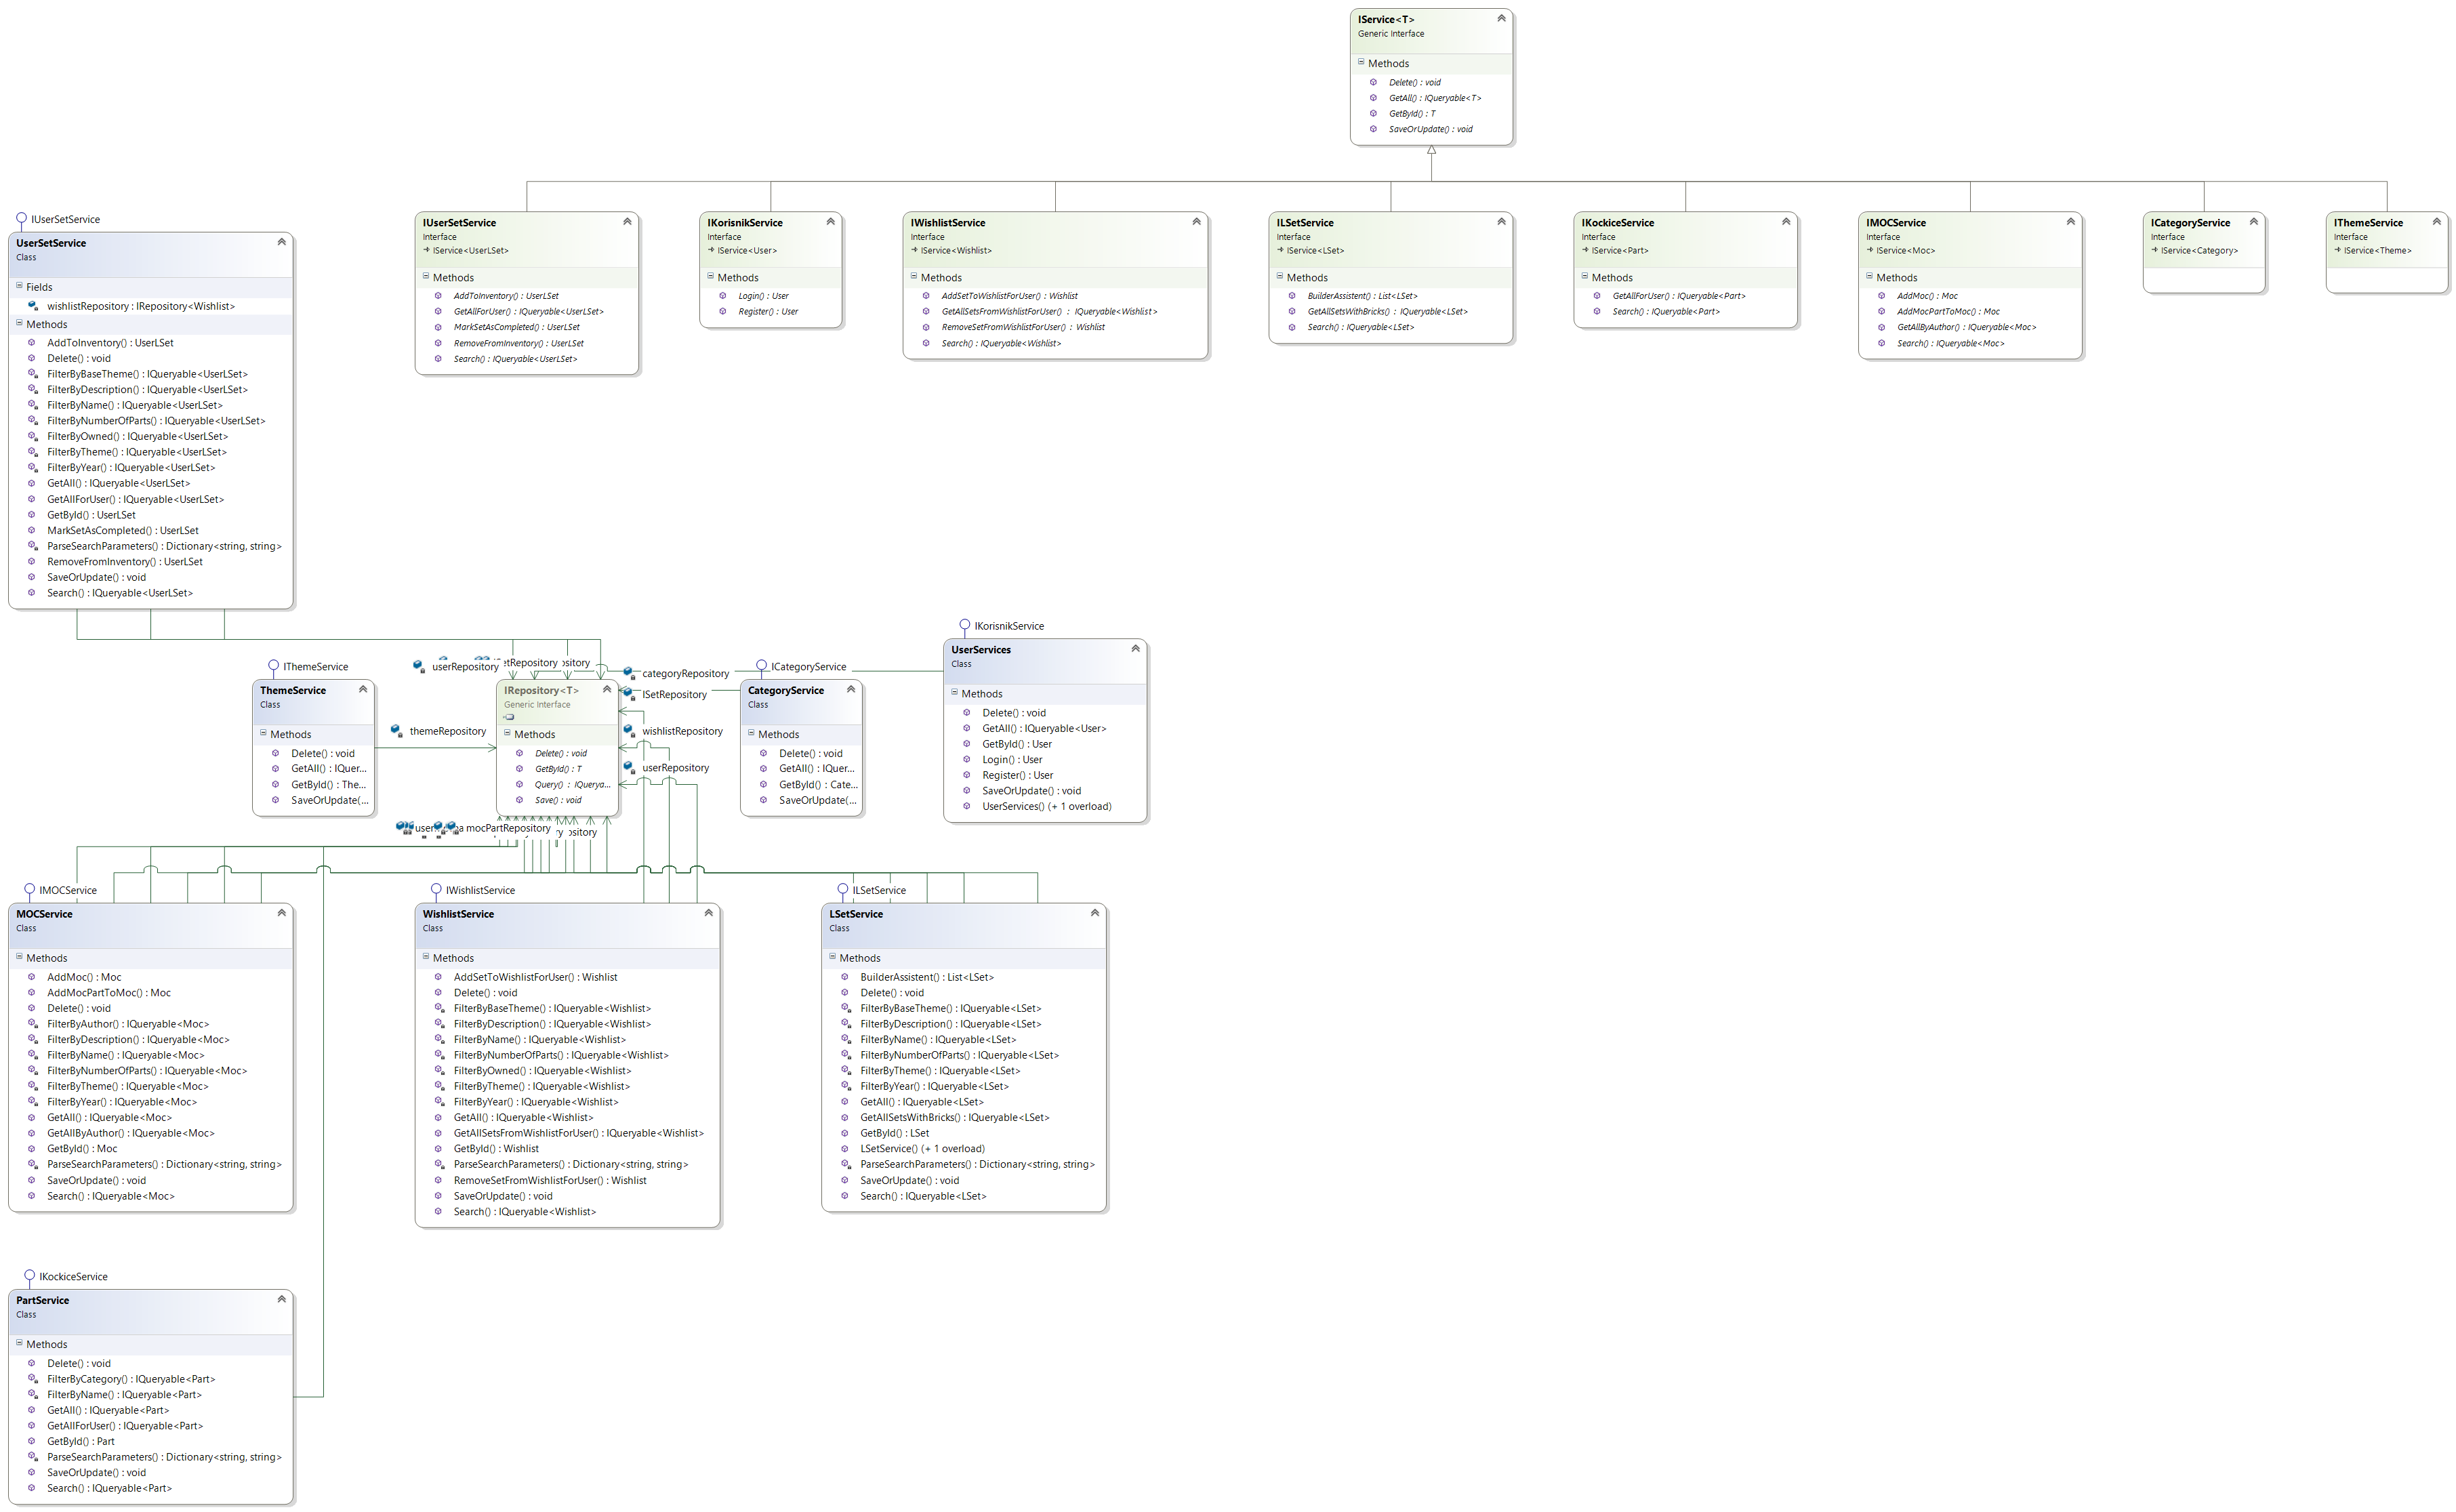 IService<T>
Generic Interface
Methods
Delete() : void
GetAll() : IQueryable<T>
GetById() : T
SaveOrUpdate() : void
IUserSetService
UserSetService
Class
Fields
wishlistRepository : IRepository<Wishlist>
Methods
AddToInventory() : UserLSet
Delete() : void
FilterByBaseTheme() : IQueryable<UserLSet>
FilterByDescription() : IQueryable<UserLSet>
FilterByName() : IQueryable<UserLSet>
FilterByNumberOfParts() : IQueryable<UserLSet>
FilterByOwned() : IQueryable<UserLSet>
FilterByTheme() : IQueryable<UserLSet>
FilterByYear() : IQueryable<UserLSet>
GetAll() : IQueryable<UserLSet>
GetAllForUser() : IQueryable<UserLSet>
GetById() : UserLSet
MarkSetAsCompleted() : UserLSet
ParseSearchParameters() : Dictionary<string, string>
RemoveFromInventory() : UserLSet
SaveOrUpdate() : void
Search() : IQueryable<UserLSet>
IUserSetService
Interface
IService<UserLSet>
Methods
AddToInventory() : UserLSet
GetAllForUser() : IQueryable<UserLSet>
MarkSetAsCompleted() : UserLSet
RemoveFromInventory() : UserLSet
Search() : IQueryable<UserLSet>
IKorisnikService
Interface
IService<User>
Methods
Login() : User
Register() : User
IWishlistService
Interface
IService<Wishlist>
Methods
AddSetToWishlistForUser() : Wishlist
GetAllSetsFromWishlistForUser() : IQueryable<Wishlist>
RemoveSetFromWishlistForUser() : Wishlist
Search() : IQueryable<Wishlist>
ILSetService
Interface
IService<LSet>
Methods
BuilderAssistent() : List<LSet>
GetAllSetsWithBricks() : IQueryable<LSet>
Search() : IQueryable<LSet>
IKockiceService
Interface
IService<Part>
Methods
GetAllForUser() : IQueryable<Part>
Search() : IQueryable<Part>
IMOCService
Interface
IService<Moc>
Methods
AddMoc() : Moc
AddMocPartToMoc() : Moc
GetAllByAuthor() : IQueryable<Moc>
Search() : IQueryable<Moc>
ICategoryService
Interface
IService<Category>
IThemeService
Interface
IService<Theme>
IThemeService
ThemeService
Class
Methods
Delete() : void
GetAll() : IQuer...
GetById() : The...
SaveOrUpdate(...
themeRepository
userRepository
etRepository
IRepository<T>
Generic Interface
Methods
Delete() : void
GetById() : T
Query() : IQuerya...
Save() : void
categoryRepository
lSetRepository
wishlistRepository
userRepository
mocPartRepository
ICategoryService
CategoryService
Class
Methods
Delete() : void
GetAll() : IQuer...
GetById() : Cate...
SaveOrUpdate(...
IKorisnikService
UserServices
Class
Methods
Delete() : void
GetAll() : IQueryable<User>
GetById() : User
Login() : User
Register() : User
SaveOrUpdate() : void
UserServices() (+ 1 overload)
IMOCService
MOCService
Class
Methods
AddMoc() : Moc
AddMocPartToMoc() : Moc
Delete() : void
FilterByAuthor() : IQueryable<Moc>
FilterByDescription() : IQueryable<Moc>
FilterByName() : IQueryable<Moc>
FilterByNumberOfParts() : IQueryable<Moc>
FilterByTheme() : IQueryable<Moc>
FilterByYear() : IQueryable<Moc>
GetAll() : IQueryable<Moc>
GetAllByAuthor() : IQueryable<Moc>
GetById() : Moc
ParseSearchParameters() : Dictionary<string, string>
SaveOrUpdate() : void
Search() : IQueryable<Moc>
IWishlistService
WishlistService
Class
Methods
AddSetToWishlistForUser() : Wishlist
Delete() : void
FilterByBaseTheme() : IQueryable<Wishlist>
FilterByDescription() : IQueryable<Wishlist>
FilterByName() : IQueryable<Wishlist>
FilterByNumberOfParts() : IQueryable<Wishlist>
FilterByOwned() : IQueryable<Wishlist>
FilterByTheme() : IQueryable<Wishlist>
FilterByYear() : IQueryable<Wishlist>
GetAll() : IQueryable<Wishlist>
GetAllSetsFromWishlistForUser() : IQueryable<Wishlist>
GetById() : Wishlist
ParseSearchParameters() : Dictionary<string, string>
RemoveSetFromWishlistForUser() : Wishlist
SaveOrUpdate() : void
Search() : IQueryable<Wishlist>
ILSetService
LSetService
Class
Methods
BuilderAssistent() : List<LSet>
Delete() : void
FilterByBaseTheme() : IQueryable<LSet>
FilterByDescription() : IQueryable<LSet>
FilterByName() : IQueryable<LSet>
FilterByNumberOfParts() : IQueryable<LSet>
FilterByTheme() : IQueryable<LSet>
FilterByYear() : IQueryable<LSet>
GetAll() : IQueryable<LSet>
GetAllSetsWithBricks() : IQueryable<LSet>
GetById() : LSet
LSetService() (+ 1 overload)
ParseSearchParameters() : Dictionary<string, string>
SaveOrUpdate() : void
Search() : IQueryable<LSet>
IKockiceService
PartService
Class
Methods
Delete() : void
FilterByCategory() : IQueryable<Part>
FilterByName() : IQueryable<Part>
GetAll() : IQueryable<Part>
GetAllForUser() : IQueryable<Part>
GetById() : Part
ParseSearchParameters() : Dictionary<string, string>
SaveOrUpdate() : void
Search() : IQueryable<Part>